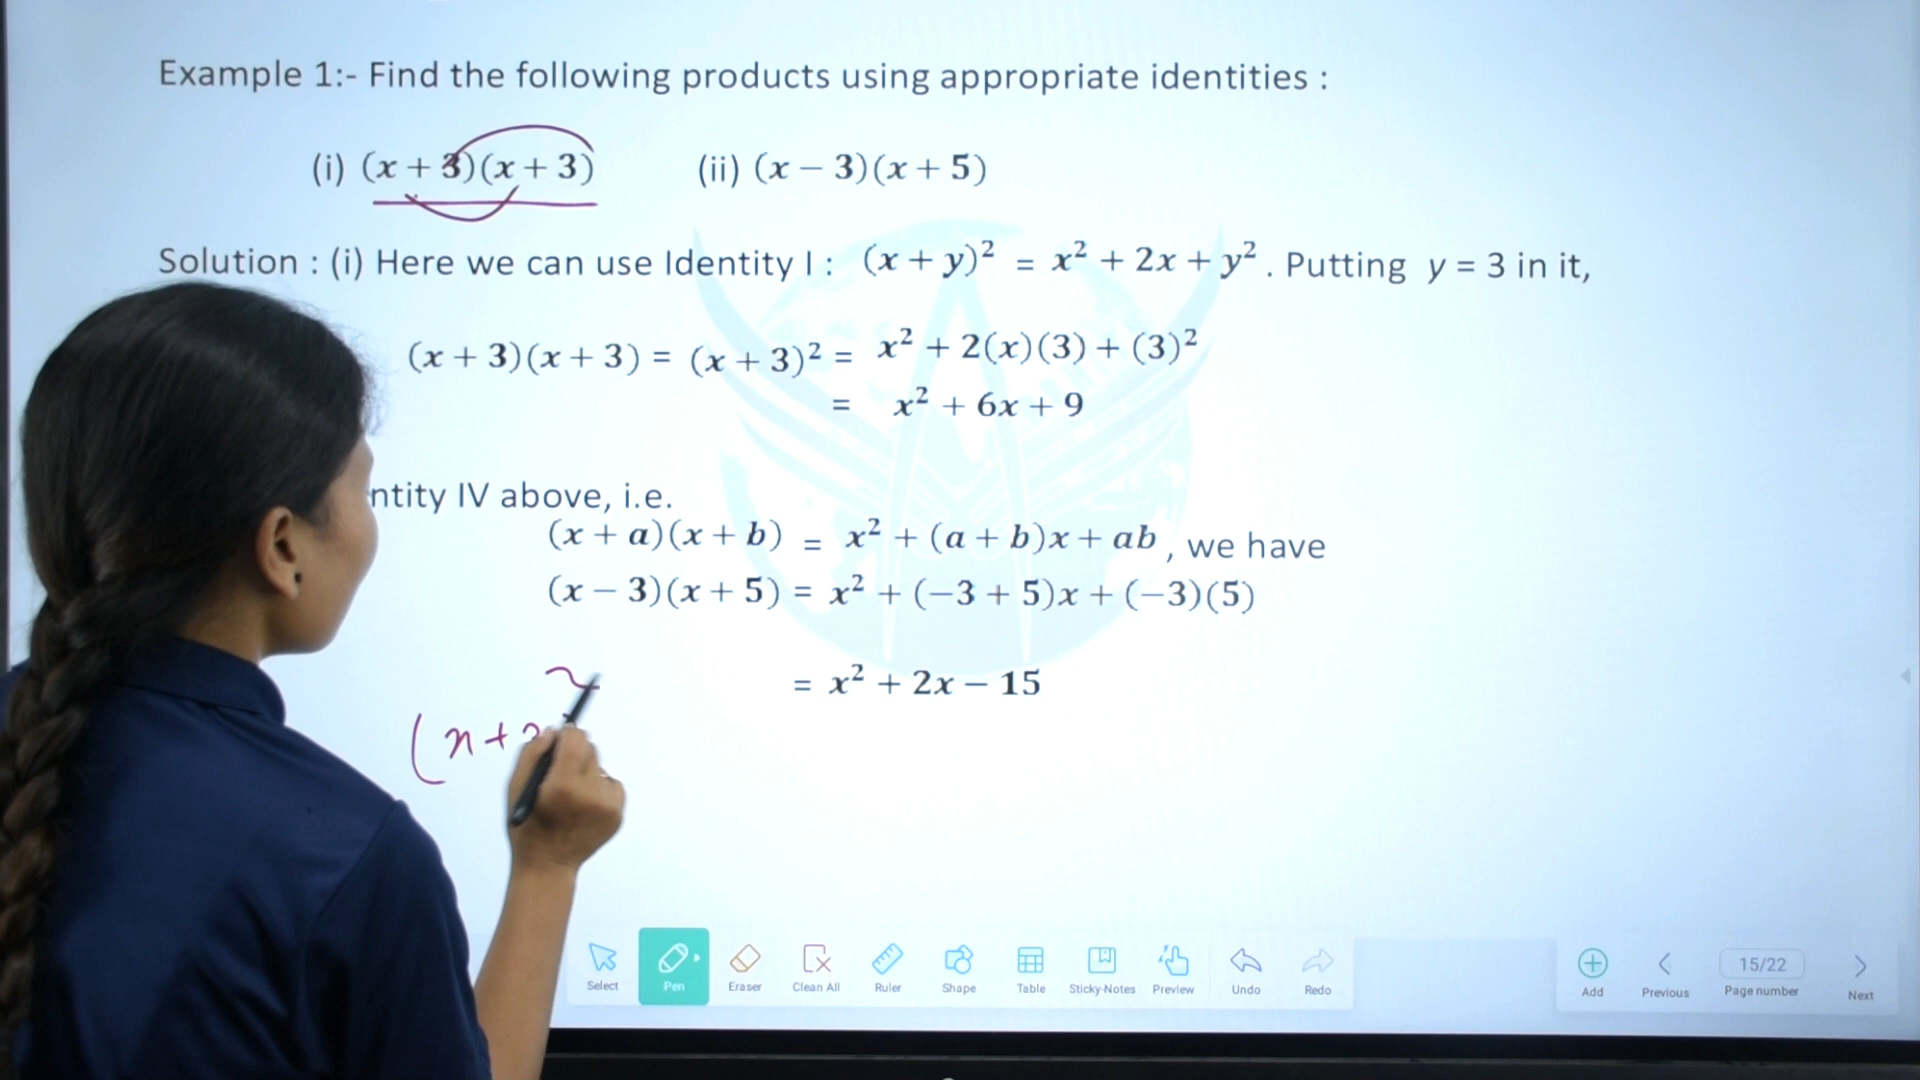 Example 1:- Find the following products using appropriate identities :
(i) (x + 3)(x + 3) (ii) (x − 3)(x + 5)
Solution : (i) Here we can use Identity I : (x + y)² = x² + 2x + y² . Putting y = 3 in it,
(x + 3)(x + 3) = (x + 3)² = x² + 2(x)(3) + (3)²
= x² + 6x + 9
IV above, i.e.
(x + a)(x + b) = x² + (a + b)x + ab , we have
(x − 3)(x + 5) = x² + (−3 + 5)x + (−3)(5)
= x² + 2x − 15
(x+
Select Pen Eraser Clean All Ruler Shape Table Sticky-Notes Preview Undo Redo Add Previous 15/22 Page number Next